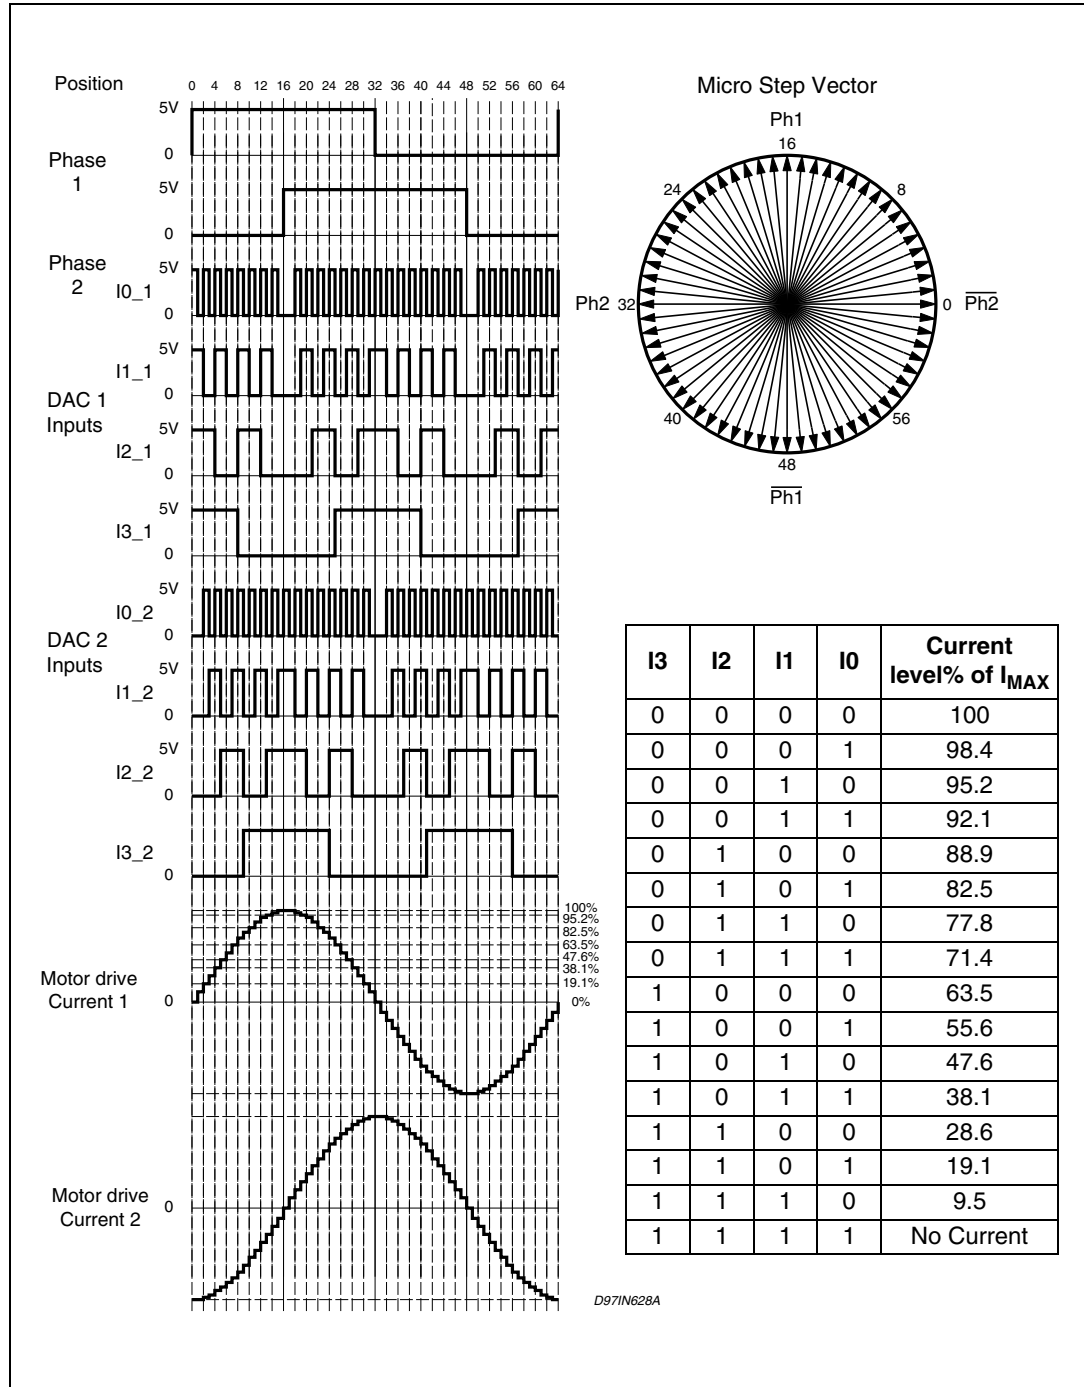 Position 0 4 8 12 16 20 24 28 32 36 40 44 48 52 56 60 64
5V
0
Phase
1
5V
0
Phase
2
I0_1
5V
0
I1_1
5V
0
DAC 1
Inputs
I2_1
5V
0
I3_1
5V
0
I0_2
5V
0
DAC 2
Inputs
I1_2
5V
0
I2_2
5V
0
I3_2
5V
0
100%
95.2%
82.5%
63.5%
47.6%
38.1%
19.1%
0%
Motor drive
Current 1
0
Motor drive
Current 2
0
Micro Step Vector
Ph1
16
24
8
Ph2 32
0 P̅h̅2̅
40
56
48
P̅h̅1̅
I3 I2 I1 I0 Current level% of IMAX
0 0 0 0 100
0 0 0 1 98.4
0 0 1 0 95.2
0 0 1 1 92.1
0 1 0 0 88.9
0 1 0 1 82.5
0 1 1 0 77.8
0 1 1 1 71.4
1 0 0 0 63.5
1 0 0 1 55.6
1 0 1 0 47.6
1 0 1 1 38.1
1 1 0 0 28.6
1 1 0 1 19.1
1 1 1 0 9.5
1 1 1 1 No Current
D97IN628A